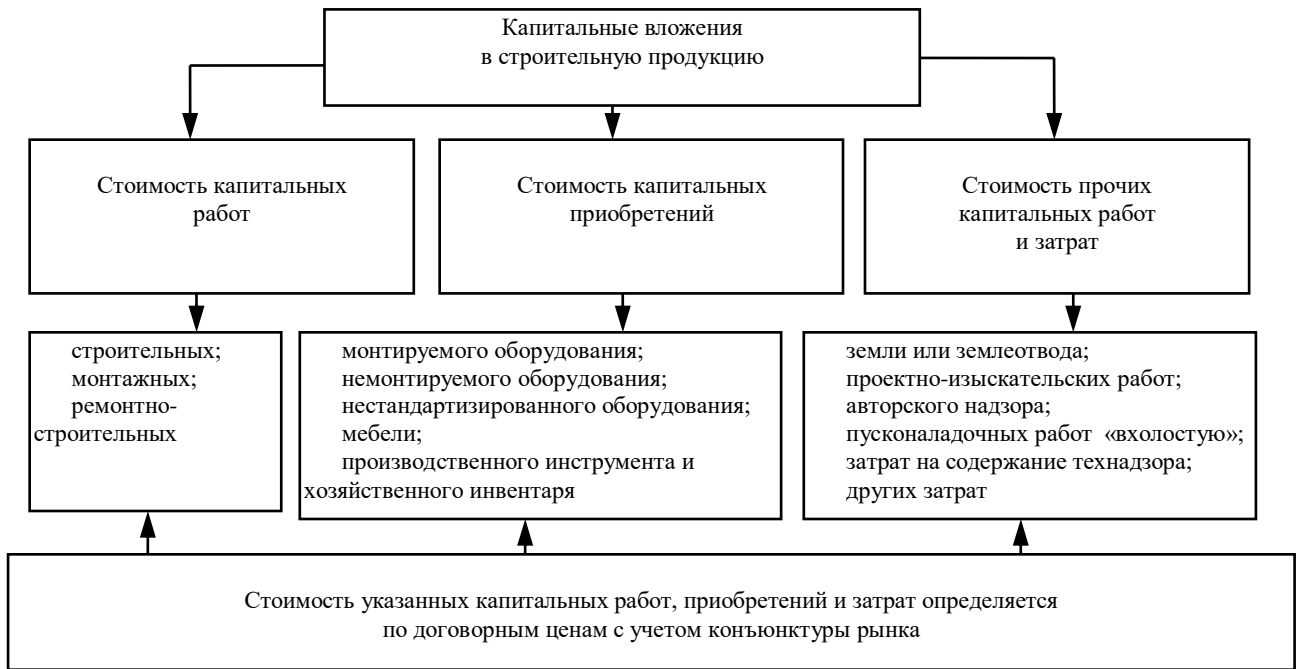 Капитальные вложения
в строительную продукцию
Стоимость капитальных
работ
Стоимость капитальных
приобретений
Стоимость прочих
капитальных работ
и затрат
строительных;
монтажных;
ремонтно-
строительных
монтируемого оборудования;
немонтируемого оборудования;
нестандартизированного оборудования;
мебели;
производственного инструмента и
хозяйственного инвентаря
земли или землеотвода;
проектно-изыскательских работ;
авторского надзора;
пусконаладочных работ «вхолостую»;
затрат на содержание технадзора;
других затрат
Стоимость указанных капитальных работ, приобретений и затрат определяется
по договорным ценам с учетом конъюнктуры рынка